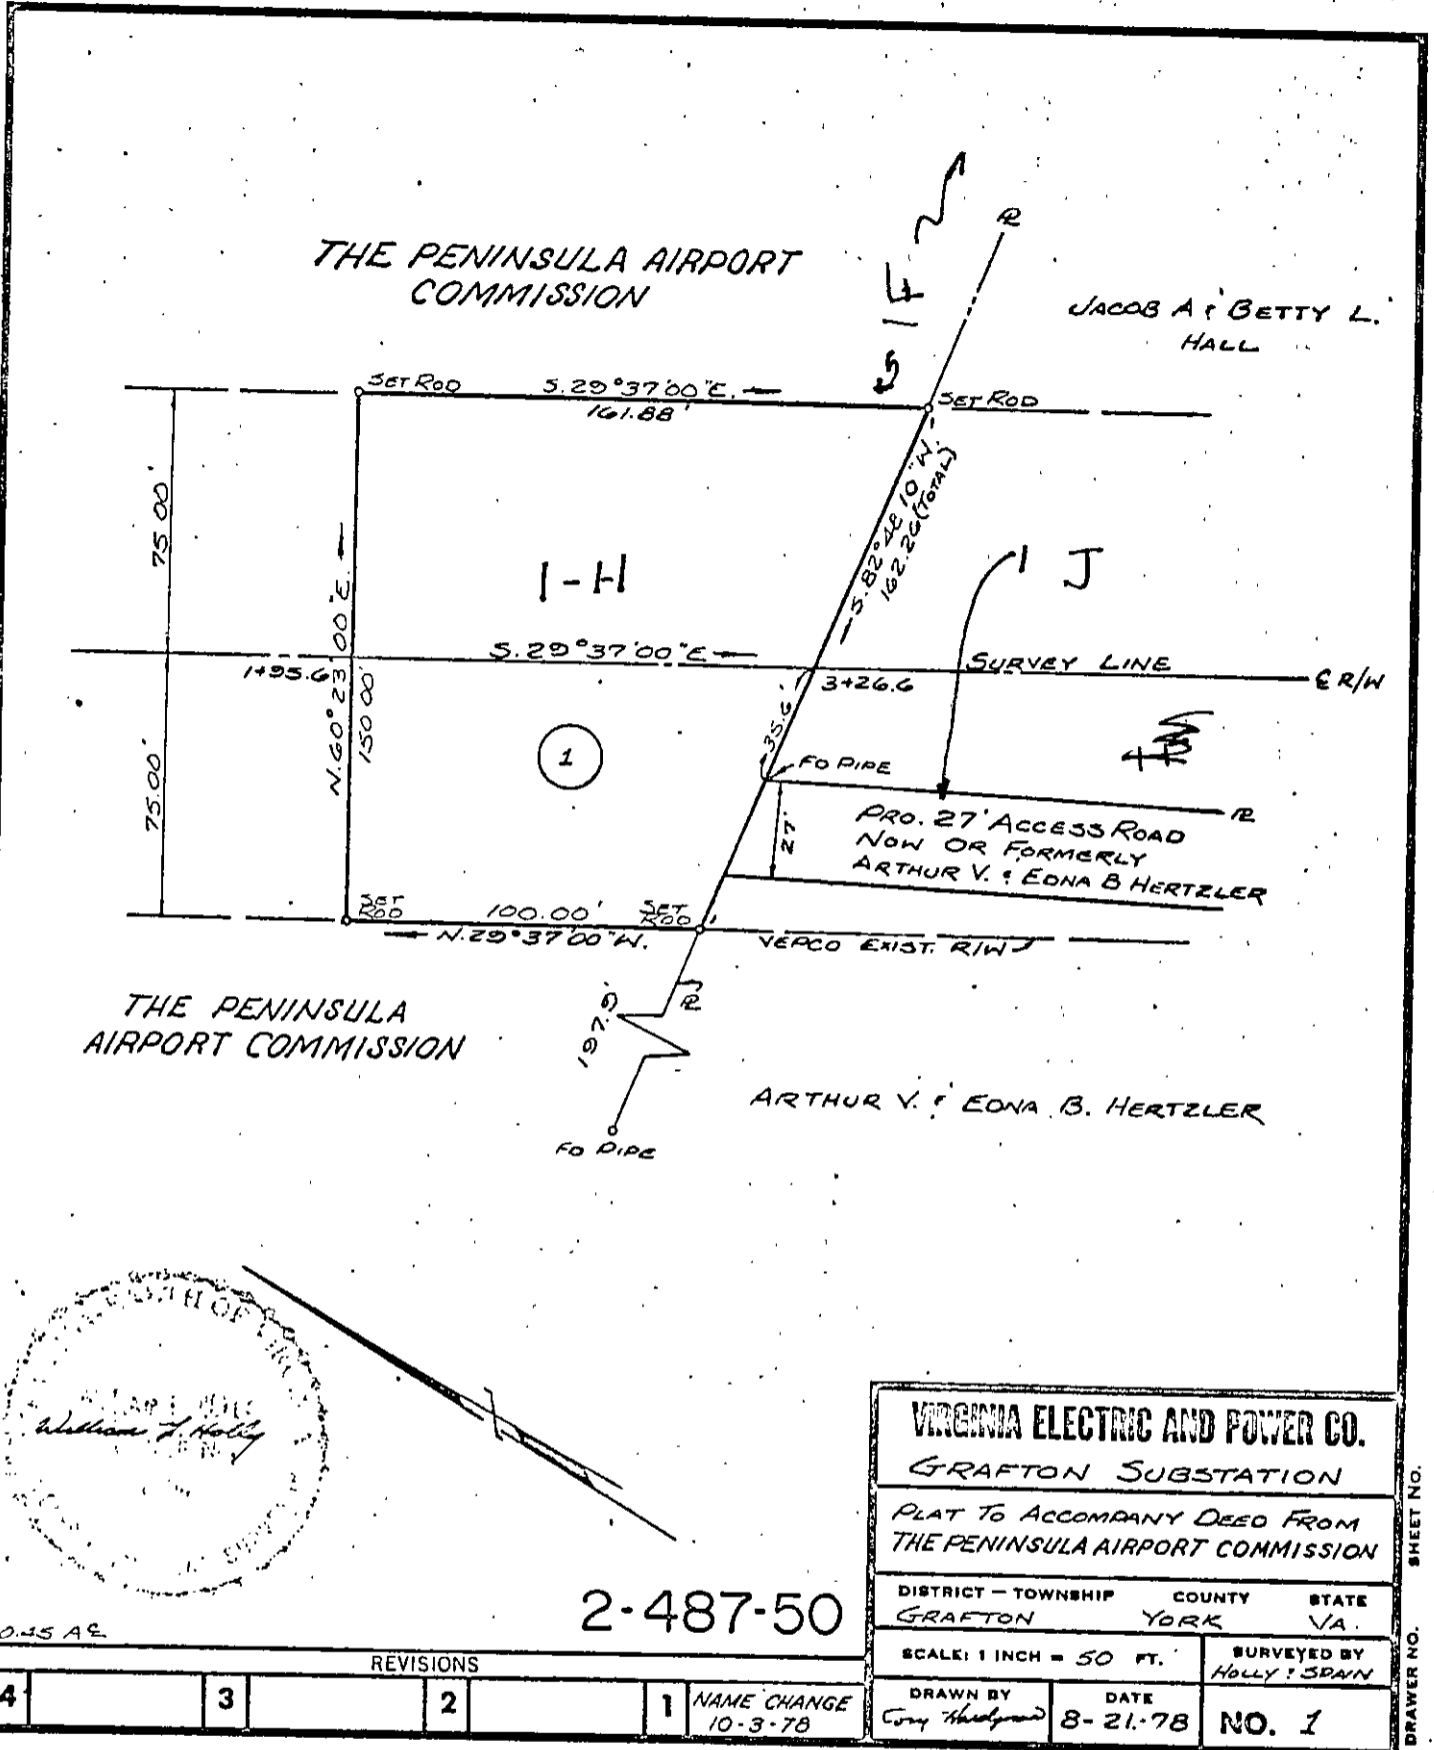 THE PENINSULA AIRPORT
COMMISSION
1F
JACOB A & BETTY L.
HALL
SET ROD
S.29°37'00"E.
161.88'
SET ROD
75.00'
S.82°48'10"W.
162.26'(TOTAL)
1-H
1 J
N.60°23'00"E.
150.00'
S.29°37'00"E
SURVEY LINE
1+95.6
3+26.6
R/W
35.6'
1
FD PIPE
75.00'
27'
PRO. 27' ACCESS ROAD
NOW OR FORMERLY
ARTHUR V. & EDNA B HERTZLER
SET
ROD
100.00'
SET
ROD
N.29°37'00"W.
VEPCO EXIST. R/W
THE PENINSULA
AIRPORT COMMISSION
197.9'
ARTHUR V. & EDNA B. HERTZLER
FD PIPE
William L Holly
2-487-50
0.45 AC
VIRGINIA ELECTRIC AND POWER CO.
GRAFTON SUBSTATION
PLAT TO ACCOMPANY DEED FROM
THE PENINSULA AIRPORT COMMISSION
DISTRICT — TOWNSHIP COUNTY STATE
GRAFTON YORK VA.
SCALE: 1 INCH = 50 FT.
SURVEYED BY
HOLLY & SPAIN
DRAWN BY
DATE
8-21-78
NO. 1
REVISIONS
4 3 2 1
NAME CHANGE
10-3-78
SHEET NO.
DRAWER NO.